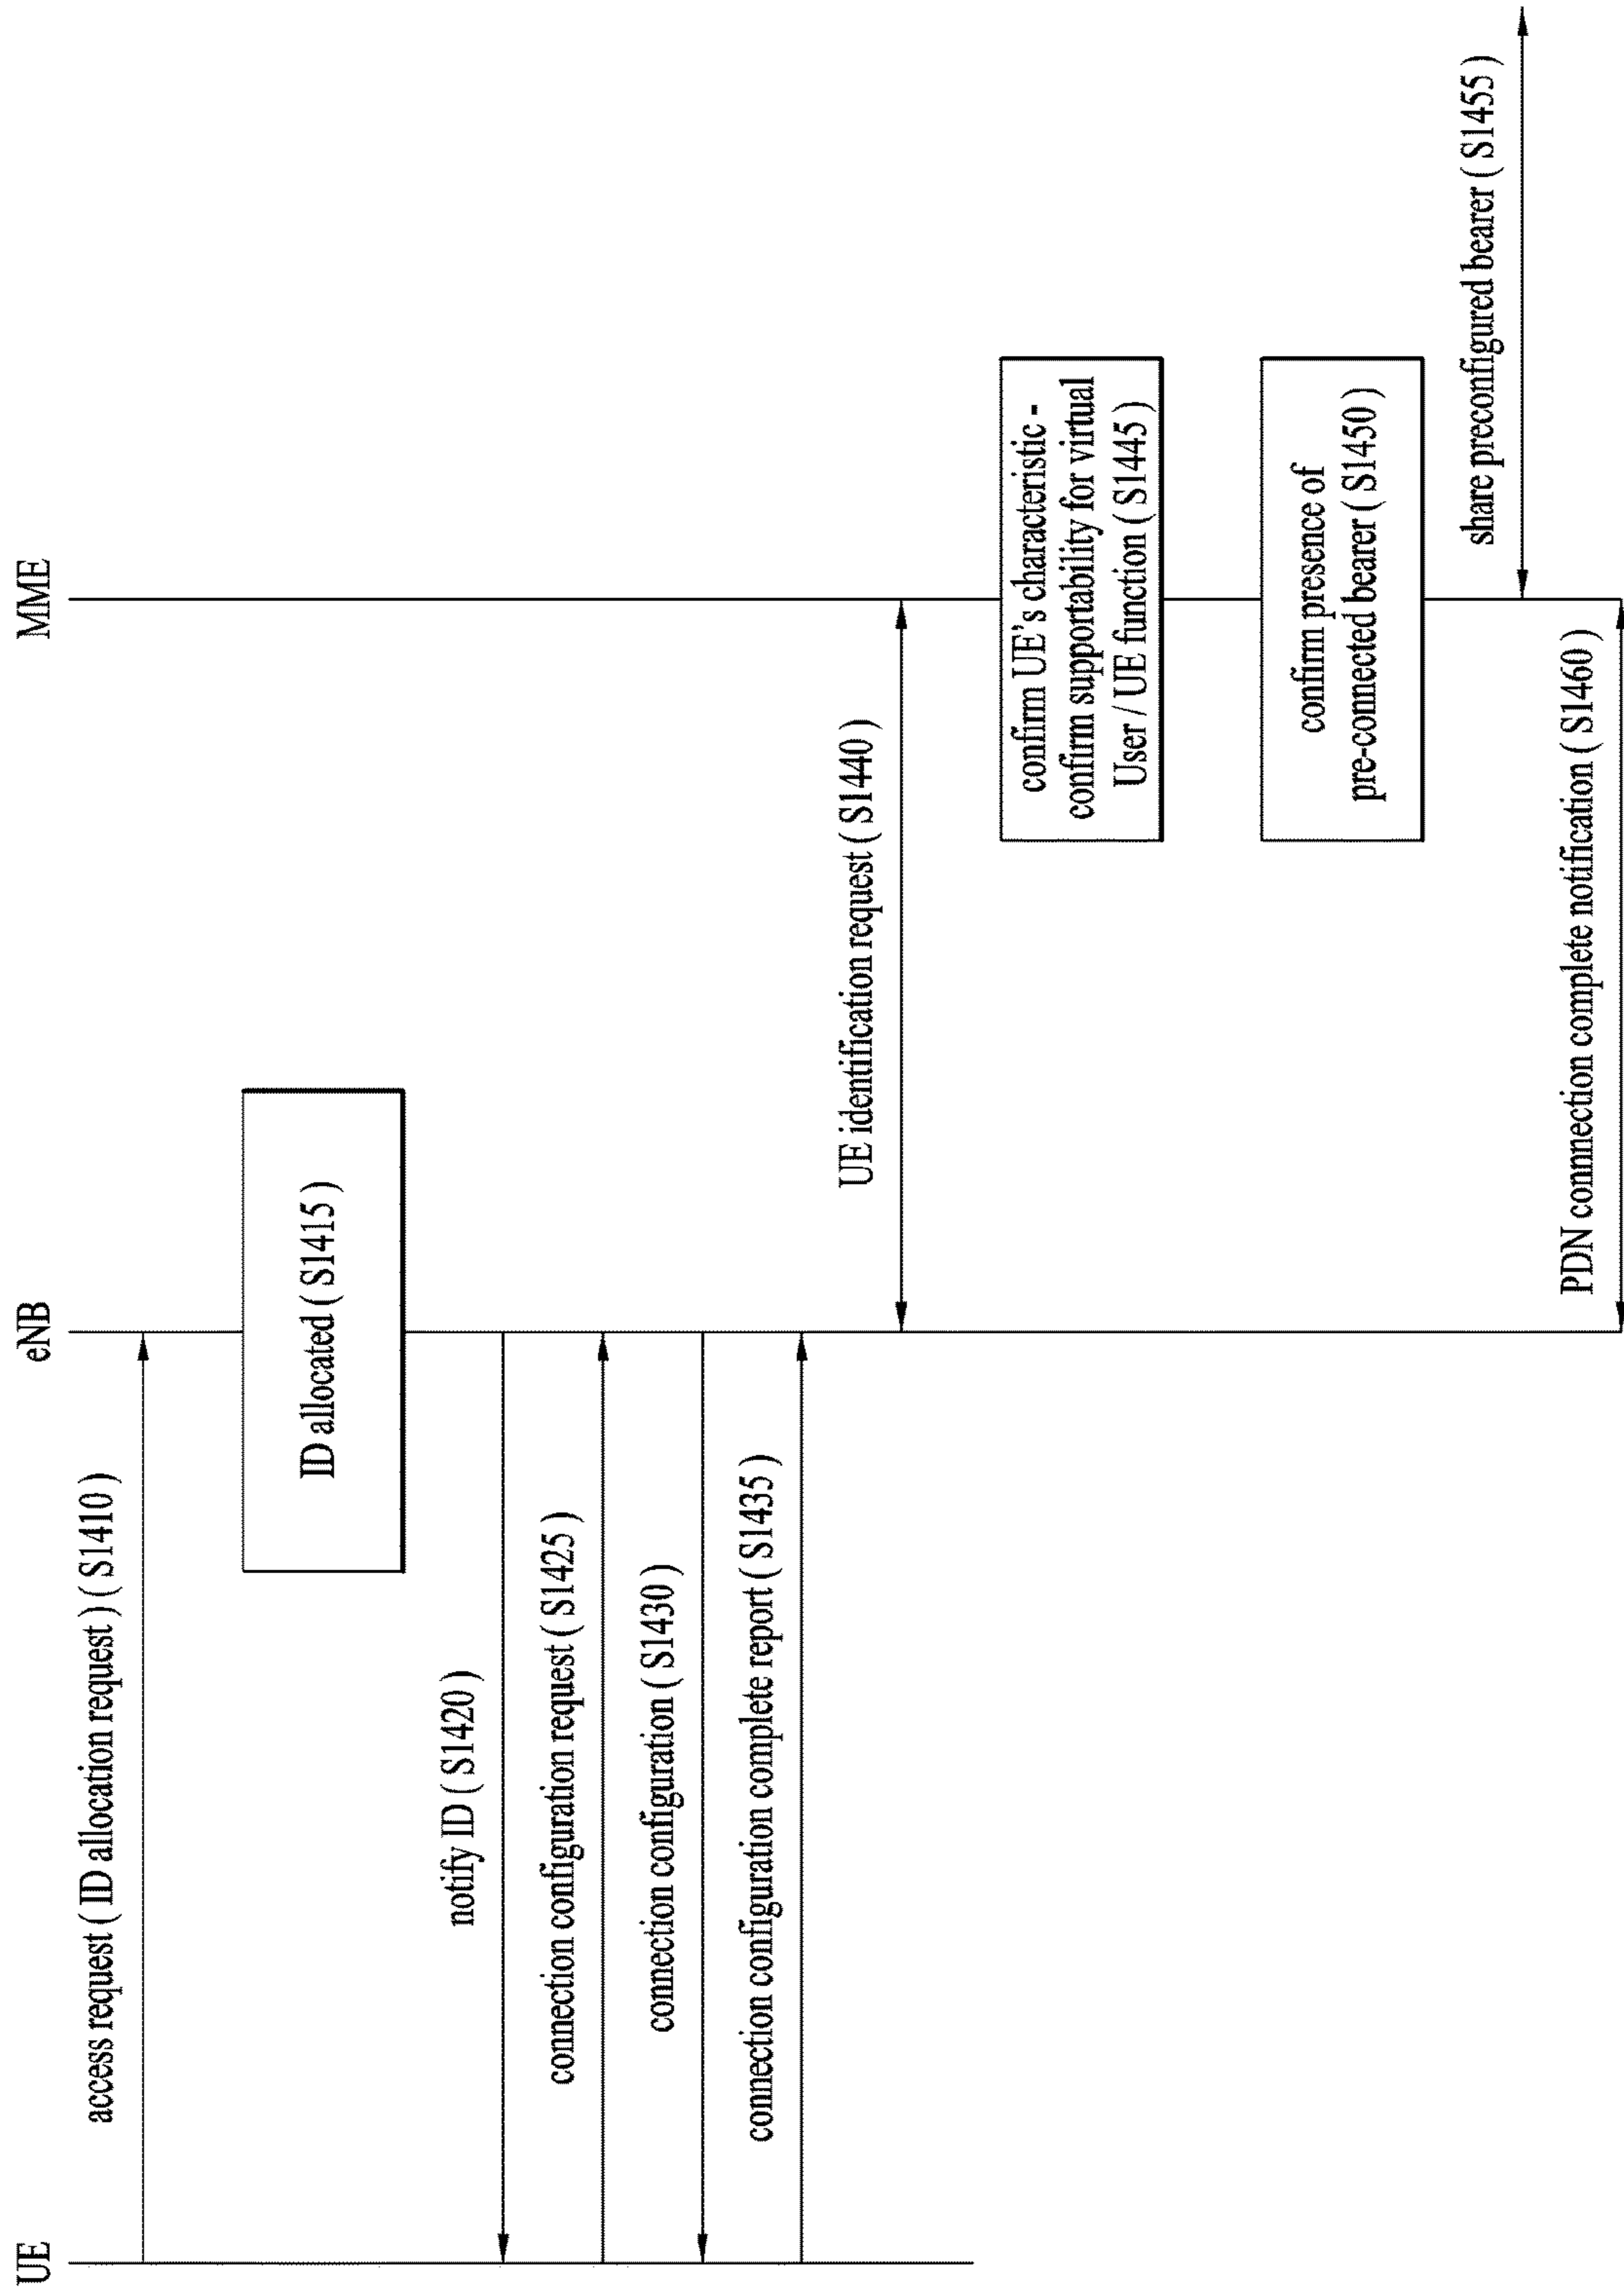 UE
eNB
MME
access request ( ID allocation request ) ( S1410 )
ID allocated ( S1415 )
notify ID ( S1420 )
connection configuration request ( S1425 )
connection configuration ( S1430 )
connection configuration complete report ( S1435 )
UE identification request ( S1440 )
confirm UE’s characteristic -
confirm supportability for virtual
User / UE function ( S1445 )
confirm presence of
pre-connected bearer ( S1450 )
share preconfigured bearer ( S1455 )
PDN connnection complete notification ( S1460 )